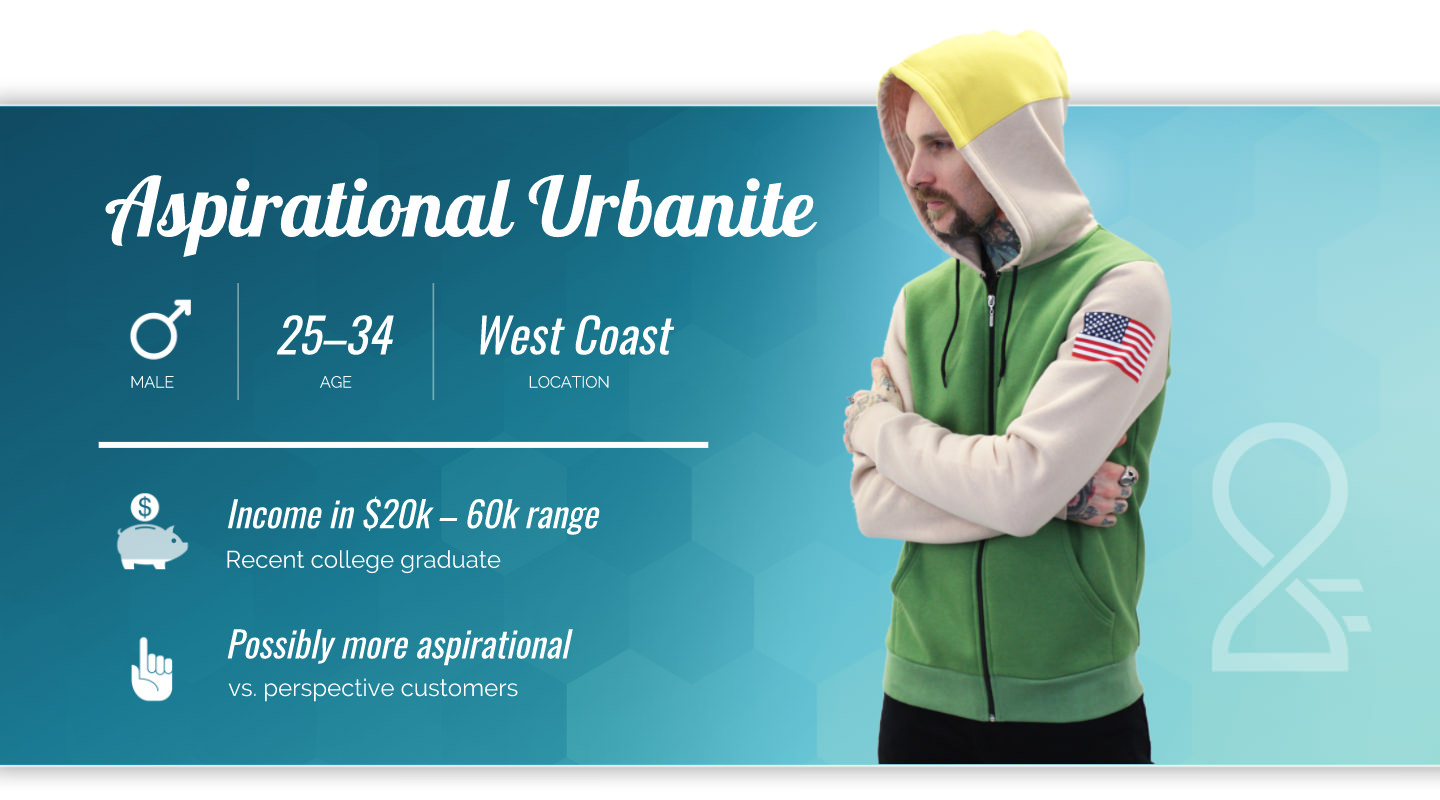 Aspirational Urbanite
MALE
25–34
AGE
West Coast
LOCATION
$
Income in $20k – 60k range
Recent college graduate
Possibly more aspirational
vs. perspective customers